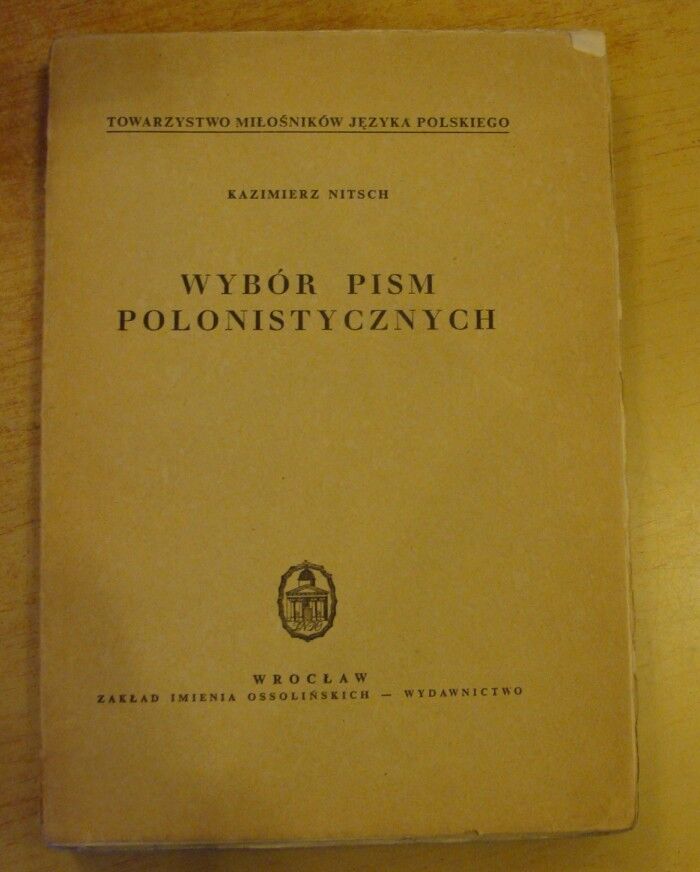 TOWARZYSTWO MIŁOŚNIKÓW JĘZYKA POLSKIEGO
KAZIMIERZ NITSCH
WYBÓR PISM
POLONISTYCZNYCH
WROCŁAW
ZAKŁAD IMIENIA OSSOLIŃSKICH — WYDAWNICTWO